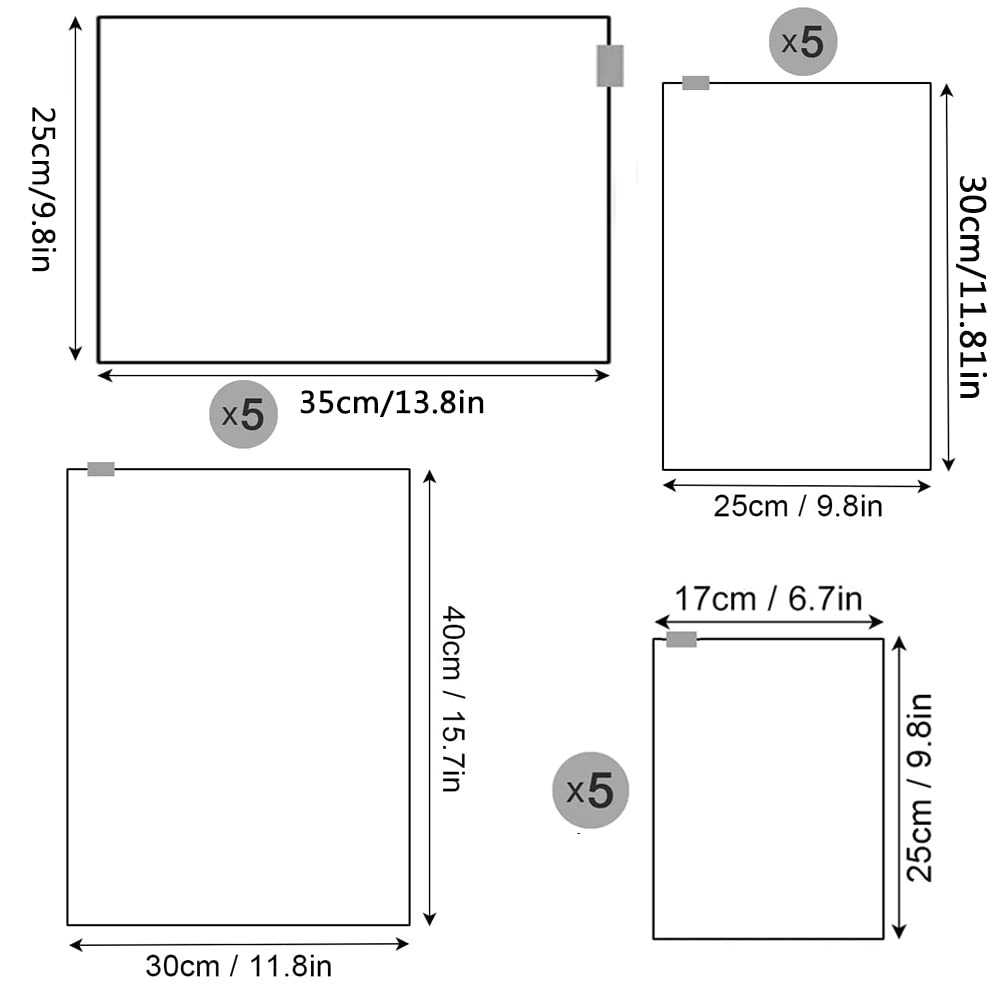 x5
25cm/9.8in
30cm/11.81in
35cm/13.8in
x5
25cm / 9.8in
17cm / 6.7in
40cm / 15.7in
x5
25cm / 9.8in
30cm / 11.8in